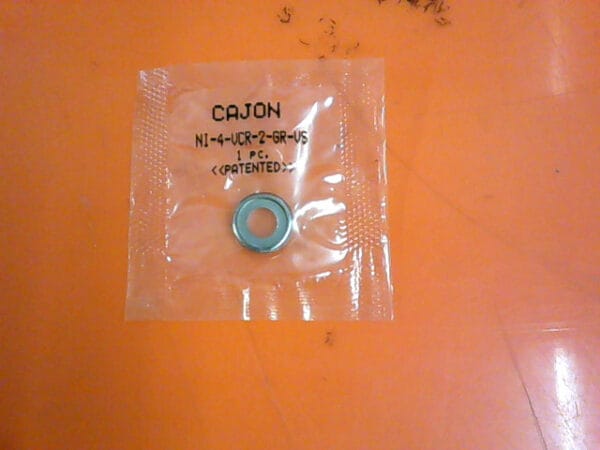 CAJON
NI-4-VCR-2-GR-VS
1 PC.
<<PATENTED>>